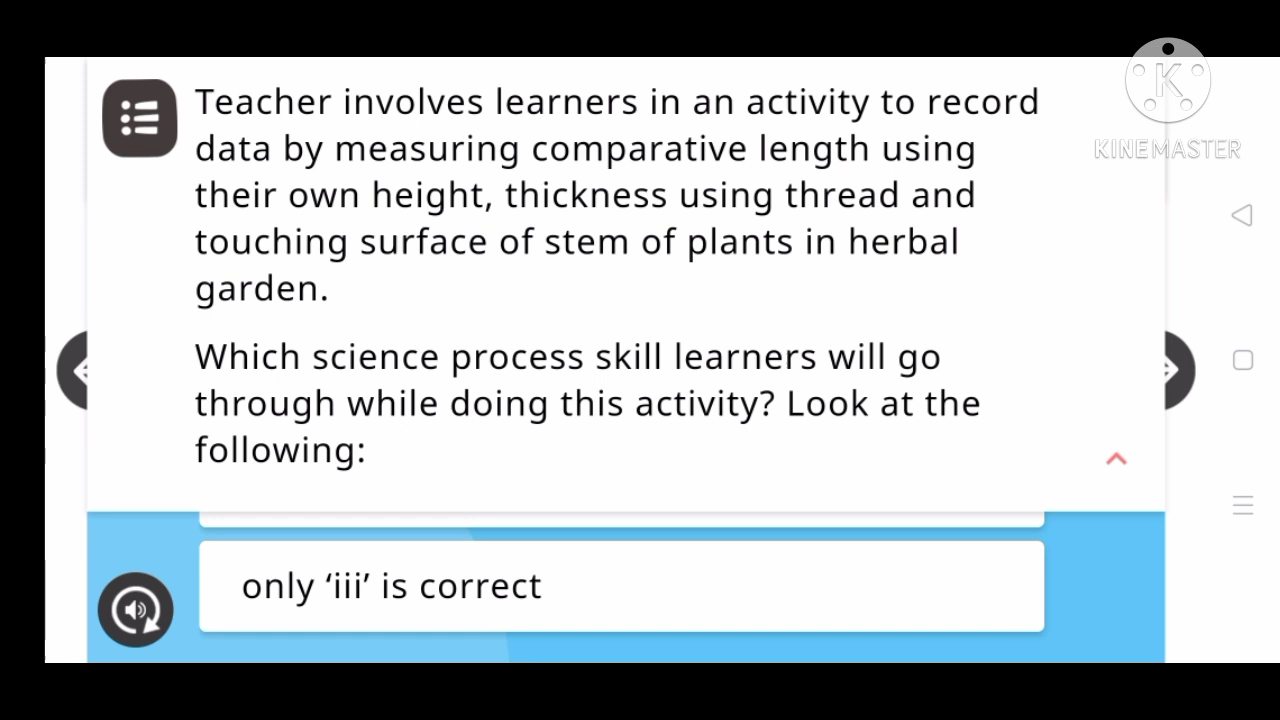 Teacher involves learners in an activity to record
data by measuring comparative length using
their own height, thickness using thread and
touching surface of stem of plants in herbal
garden.
Which science process skill learners will go
through while doing this activity? Look at the
following:
only ‘iii’ is correct
K
KINEMASTER